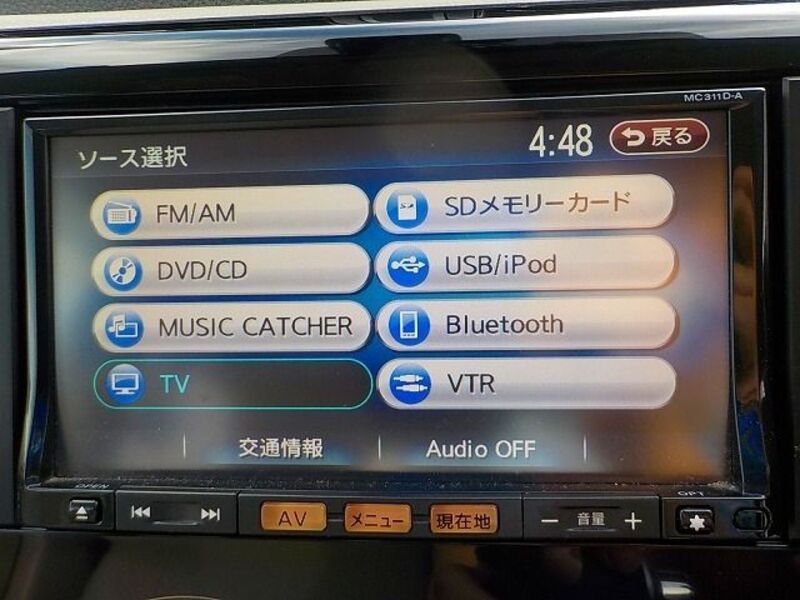 MC311D-A
ソース選択
4:48
戻る
FM/AM
SDメモリーカード
DVD/CD
USB/iPod
MUSIC CATCHER
Bluetooth
TV
VTR
交通情報
Audio OFF
OPEN
OPT
AV
メニュー
現在地
音量